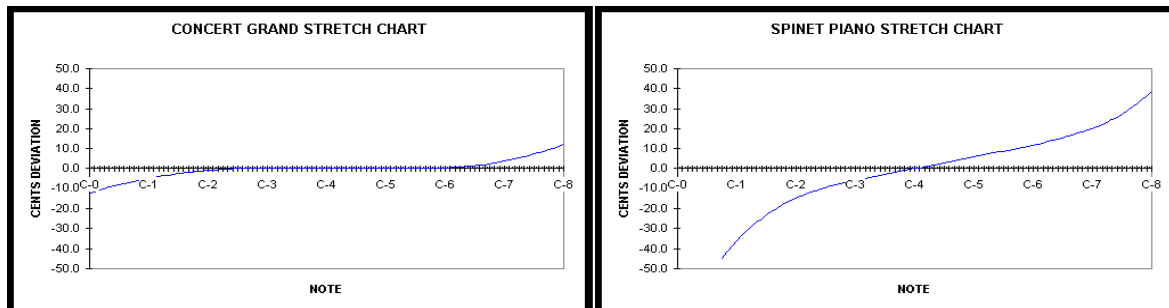 CONCERT GRAND STRETCH CHART
CENTS DEVIATION
50.0
40.0
30.0
20.0
10.0
0.0
-10.0
-20.0
-30.0
-40.0
-50.0
C-0 C-1 C-2 C-3 C-4 C-5 C-6 C-7 C-8
NOTE
SPINET PIANO STRETCH CHART
CENTS DEVIATION
50.0
40.0
30.0
20.0
10.0
0.0
-10.0
-20.0
-30.0
-40.0
-50.0
C-0 C-1 C-2 C-3 C-4 C-5 C-6 C-7 C-8
NOTE